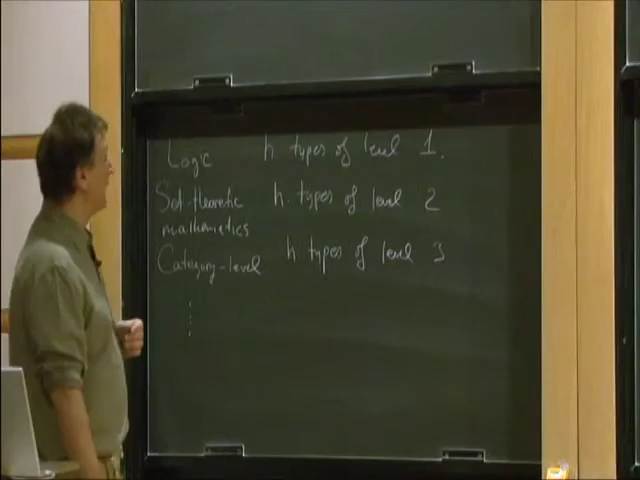 Logic h types of level 1.
Set-theoretic h. types of level 2
mathematics
Category-level h types of level 3